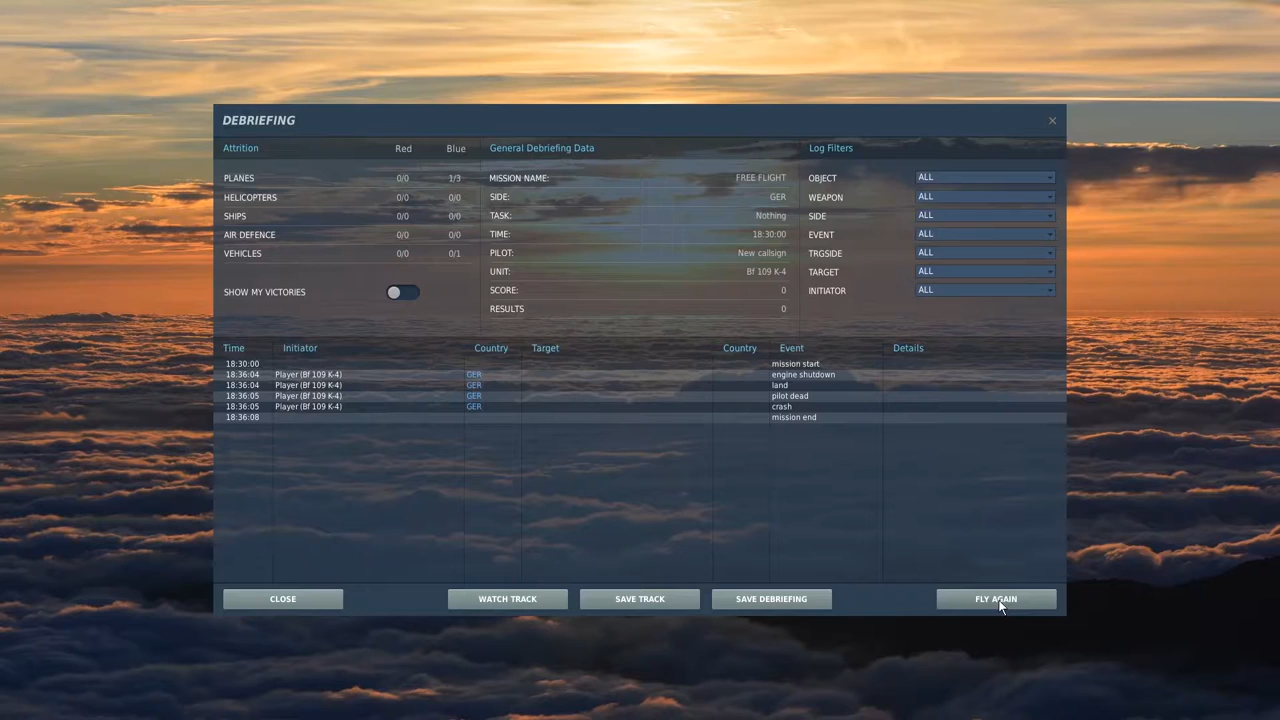 DEBRIEFING
Attrition Red Blue
PLANES 0/0 1/3
HELICOPTERS 0/0 0/0
SHIPS 0/0 0/0
AIR DEFENCE 0/0 0/0
VEHICLES 0/0 0/1
SHOW MY VICTORIES
General Debriefing Data
MISSION NAME: FREE FLIGHT
SIDE: GER
TASK: Nothing
TIME: 18:30:00
PILOT: New callsign
UNIT: Bf 109 K-4
SCORE: 0
RESULTS 0
Log Filters
OBJECT ALL
WEAPON ALL
SIDE ALL
EVENT ALL
TRGSIDE ALL
TARGET ALL
INITIATOR ALL
Time Initiator Country Target Country Event Details
18:30:00 mission start
18:36:04 Player (Bf 109 K-4) GER engine shutdown
18:36:04 Player (Bf 109 K-4) GER land
18:36:05 Player (Bf 109 K-4) GER pilot dead
18:36:05 Player (Bf 109 K-4) GER crash
18:36:08 mission end
CLOSE WATCH TRACK SAVE TRACK SAVE DEBRIEFING FLY AGAIN